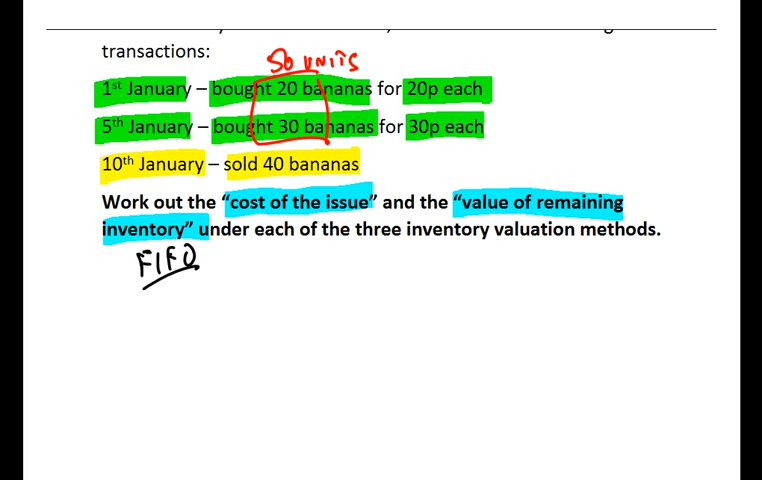 transactions:
50 UNITS
1st January – bought 20 bananas for 20p each
5th January – bought 30 bananas for 30p each
10th January – sold 40 bananas
Work out the “cost of the issue” and the “value of remaining
inventory” under each of the three inventory valuation methods.
FIFO